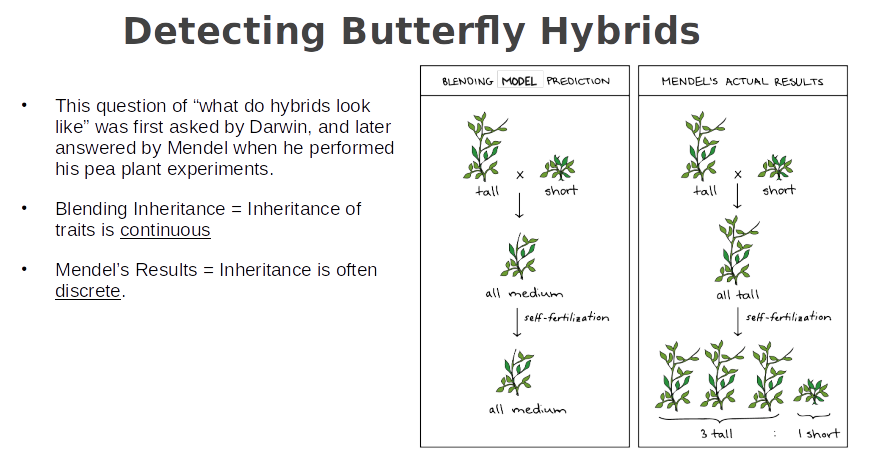 Detecting Butterfly Hybrids
• This question of “what do hybrids look
like” was first asked by Darwin, and later
answered by Mendel when he performed
his pea plant experiments.
• Blending Inheritance = Inheritance of
traits is continuous
• Mendel’s Results = Inheritance is often
discrete.
BLENDING MODEL PREDICTION
x
tall short
all medium
self-fertilization
all medium
MENDEL'S ACTUAL RESULTS
x
tall short
all tall
self-fertilization
3 tall : 1 short